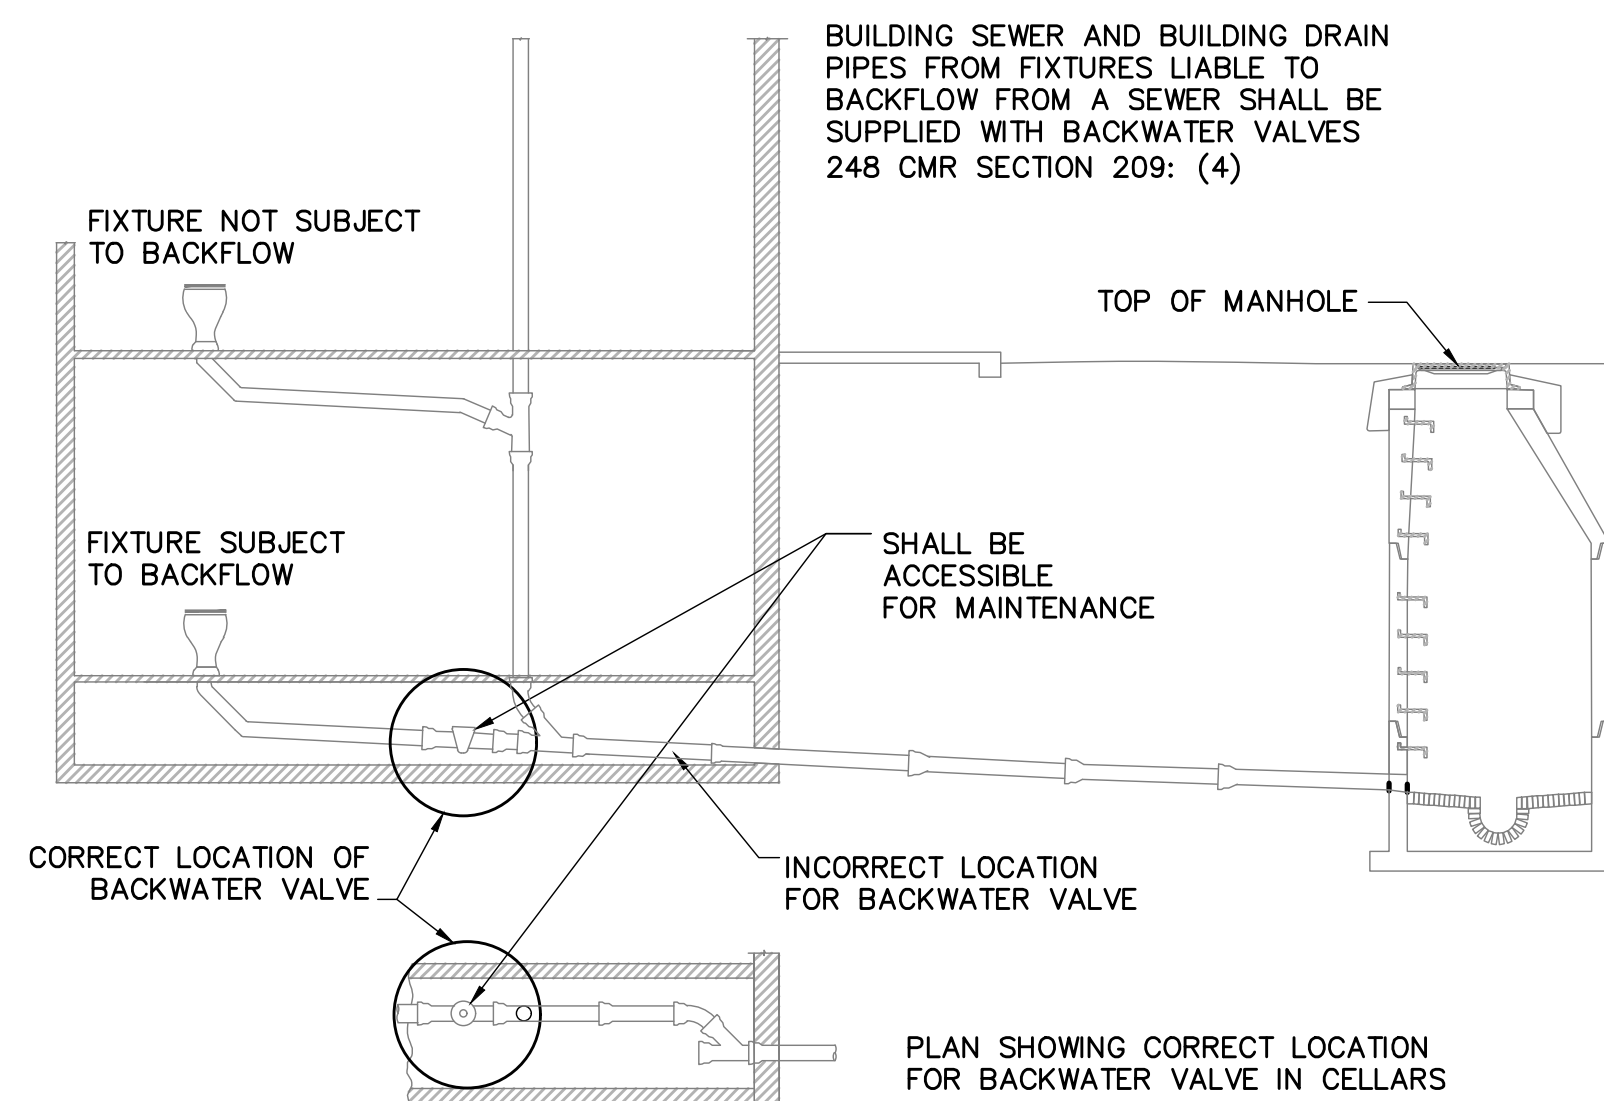 BUILDING SEWER AND BUILDING DRAIN
PIPES FROM FIXTURES LIABLE TO
BACKFLOW FROM A SEWER SHALL BE
SUPPLIED WITH BACKWATER VALVES
248 CMR SECTION 209: (4)
FIXTURE NOT SUBJECT
TO BACKFLOW
TOP OF MANHOLE
FIXTURE SUBJECT
TO BACKFLOW
SHALL BE
ACCESSIBLE
FOR MAINTENANCE
CORRECT LOCATION OF
BACKWATER VALVE
INCORRECT LOCATION
FOR BACKWATER VALVE
PLAN SHOWING CORRECT LOCATION
FOR BACKWATER VALVE IN CELLARS